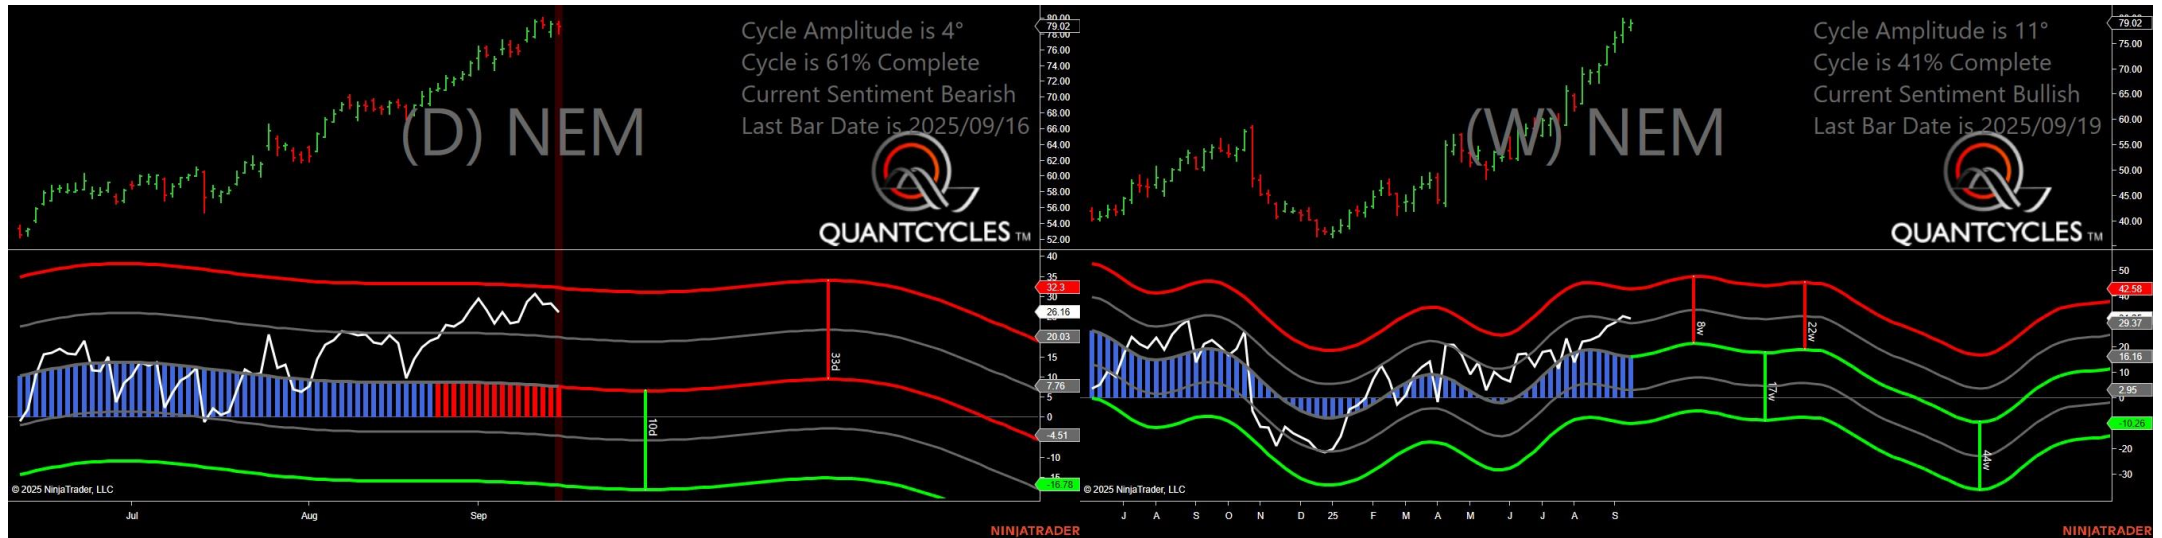 Cycle Amplitude is 4°
Cycle is 61% Complete
Current Sentiment Bearish
Last Bar Date is 2025/09/16
(D) NEM
QUANTCYCLES TM
80.00
79.02
78.00
76.00
74.00
72.00
70.00
68.00
66.00
64.00
62.00
60.00
58.00
56.00
54.00
52.00
40
35
32.3
30
26.16
20.03
15
10
7.76
5
0
-4.51
-10
-16.78
33d
10d
© 2025 NinjaTrader, LLC
Jul Aug Sep
NINJATRADER
Cycle Amplitude is 11°
Cycle is 41% Complete
Current Sentiment Bullish
Last Bar Date is 2025/09/19
(W) NEM
QUANTCYCLES TM
79.02
75.00
70.00
65.00
60.00
55.00
50.00
45.00
40.00
50
42.58
40
29.37
20
16.16
10
2.95
0
-10.26
-20
-30
8w
22w
17w
44w
© 2025 NinjaTrader, LLC
J A S O N D 25 F M A M J J A S
NINJATRADER